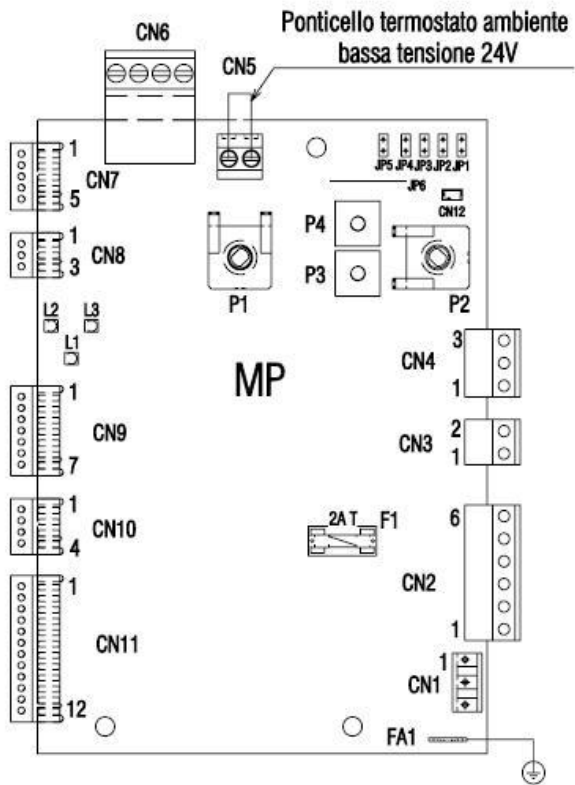 Ponticello termostato ambiente
bassa tensione 24V
CN6
CN5
1
CN7
5
JP5 JP4 JP3 JP2 JP1
JP6
CN12
1
CN8
3
P4
P3
P1
P2
L2 L3
L1
MP
3
CN4
1
2
CN3
1
1
CN9
7
1
CN10
4
2A T F1
6
CN2
1
1
CN11
12
1
CN1
FA1